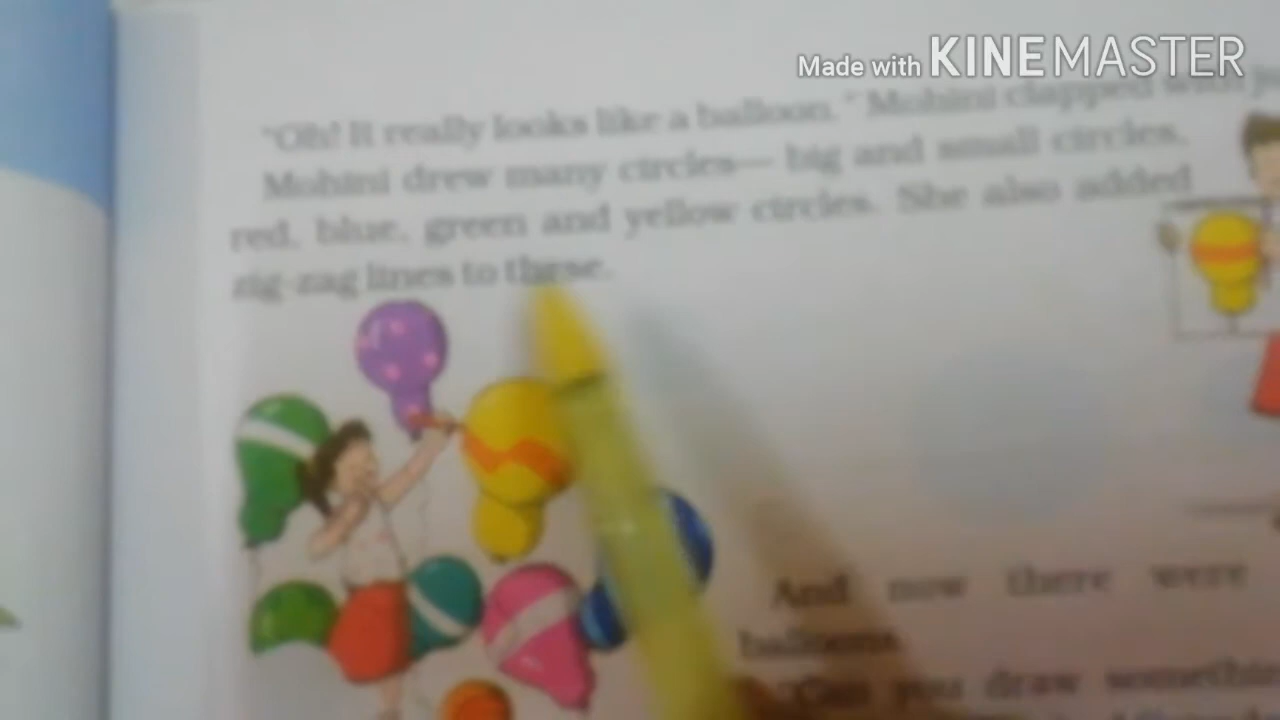 Made with KINEMASTER
"Oh! It really looks like a balloon." Mohini clapped with
Mohini drew many circles— big and small circles,
red, blue, green and yellow circles. She also added
zig-zag lines to these.
And now there were
balloons.
"Can you draw